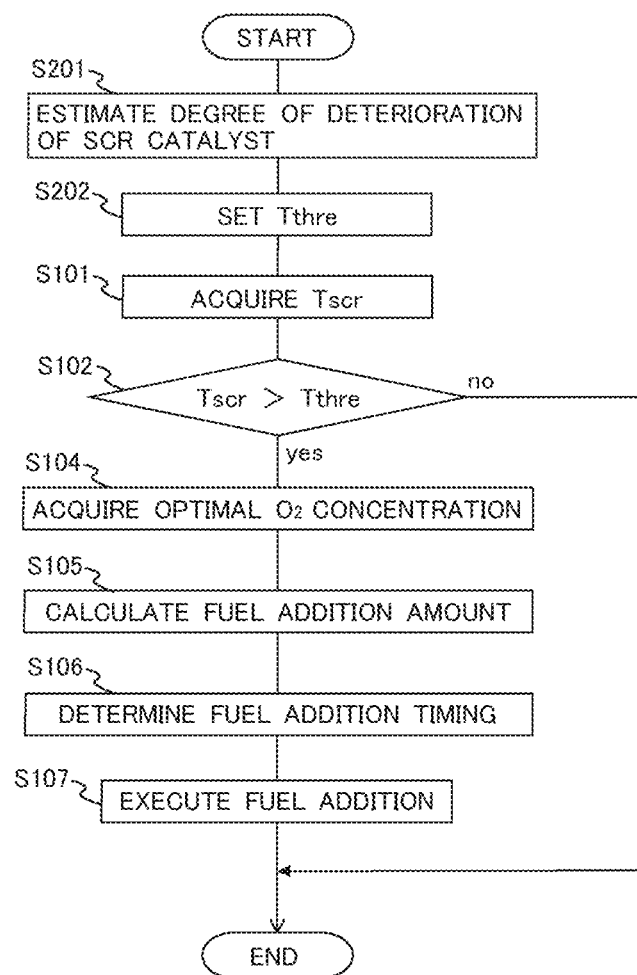 START
S201
ESTIMATE DEGREE OF DETERIORATION
OF SCR CATALYST
S202
SET Tthre
S101
ACQUIRE Tscr
S102
Tscr > Tthre
no
yes
S104
ACQUIRE OPTIMAL O₂ CONCENTRATION
S105
CALCULATE FUEL ADDITION AMOUNT
S106
DETERMINE FUEL ADDITION TIMING
S107
EXECUTE FUEL ADDITION
END